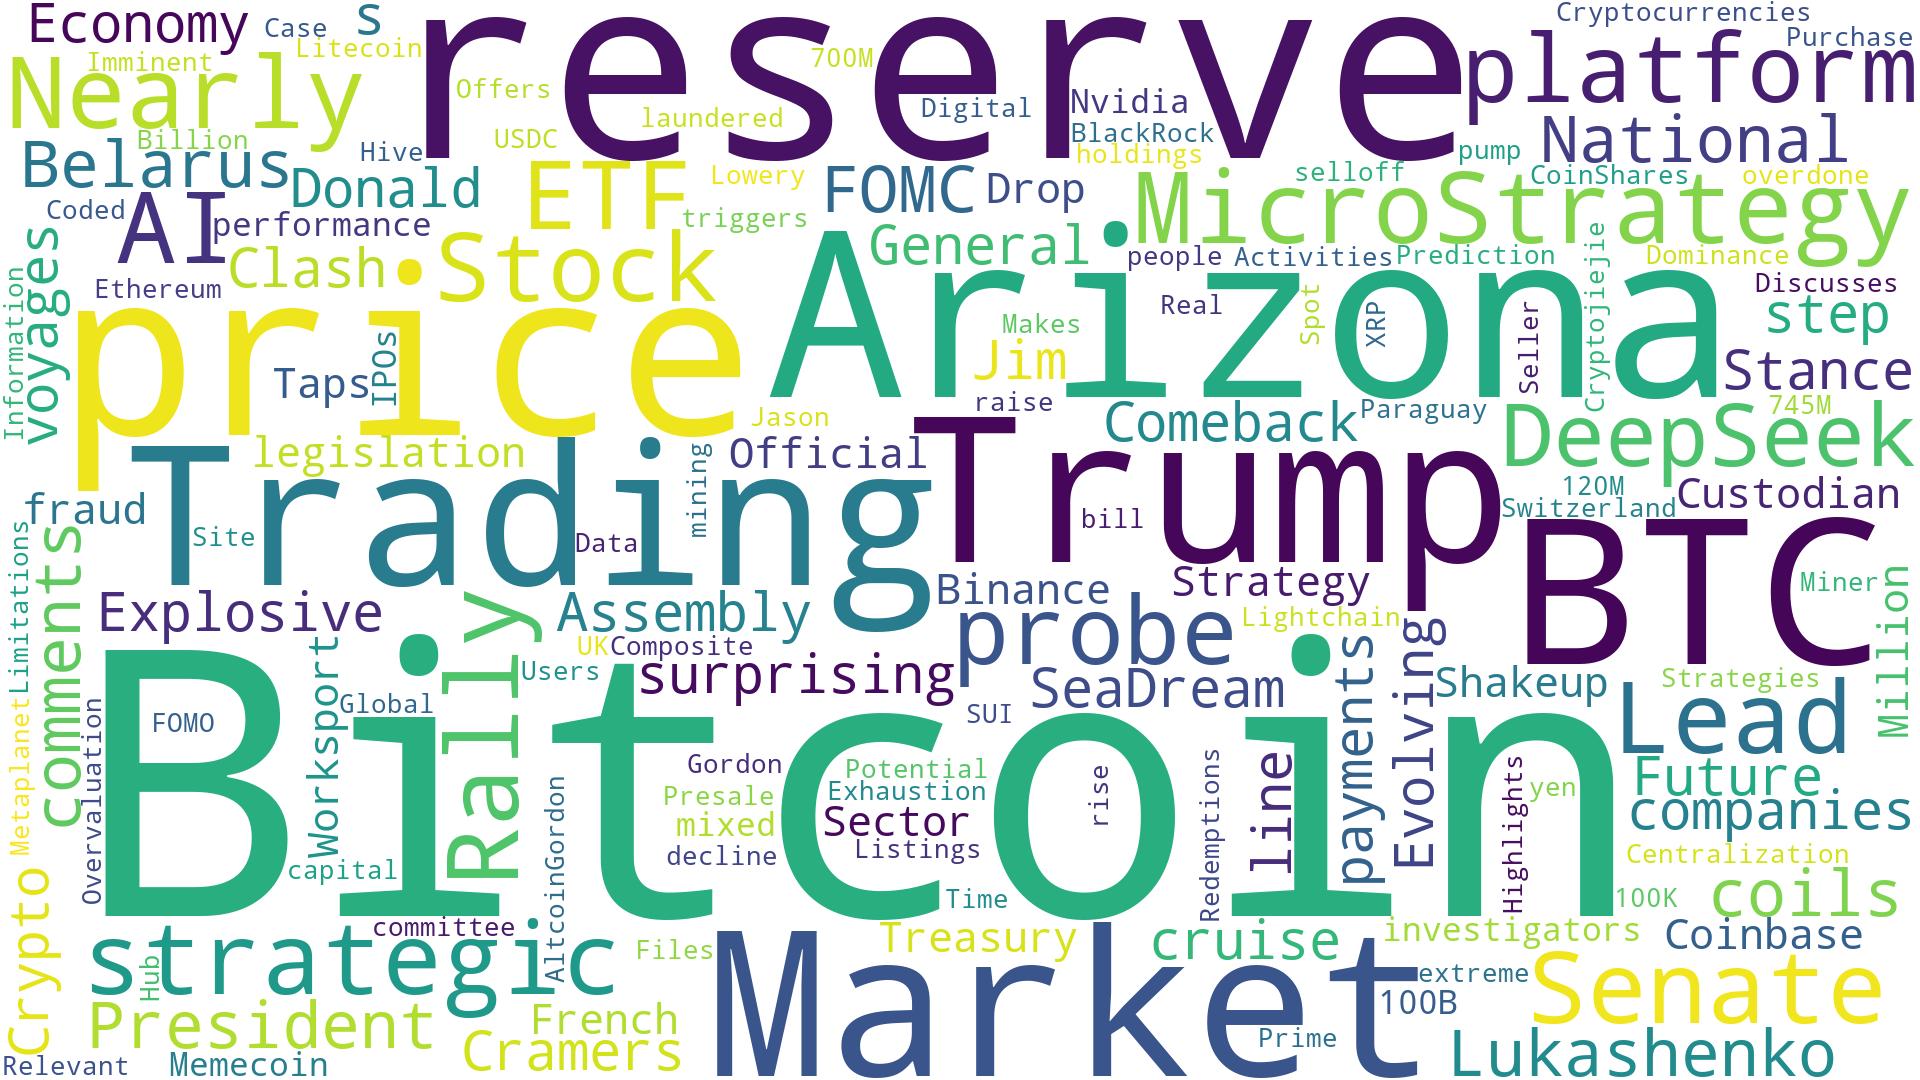 Economy
Case
s
Cryptocurrencies
Purchase
reserve
Imminent
Litecoin
700M
platform
Nearly
Offers
Digital
Nvidia
laundered
BlackRock
Billion
USDC
Hive
holdings
pump
National
Belarus
Donald
ETF
Lowery
FOMC
Drop
selloff
CoinShares
overdone
Coded
AI
performance
triggers
MicroStrategy
voyages
Clash
Stock
General
people
Activities
Prediction
Cryptojiejie
Dominance
Information
Ethereum
price
Arizona
Real
Spot
XRP
Seller
Discusses
step
Makes
Jim
Taps
IPOs
Stance
raise
Jason
Comeback
Paraguay
745M
DeepSeek
legislation
Official
Trump
mining
Trading
fraud
Site
Data
bill
120M
Switzerland
Custodian
BTC
comments
Limitations
Explosive
Assembly
Binance
Strategy
Miner
Million
Lightchain
probe
Evolving
UK
Composite
Rally
Users
surprising
SeaDream
payments
Shakeup
Strategies
Worksport
Global
FOMO
SUI
Lead
Metaplanet
Overvaluation
Bitcoin
Gordon
Potential
rise
Redemptions
line
Highlights
yen
Future
Presale
Exhaustion
mixed
Sector
companies
decline
Listings
Centralization
capital
AltcoinGordon
Time
100K
coils
Crypto
committee
strategic
Files
Treasury
cruise
investigators
Coinbase
Hub
Market
extreme
Senate
President
French
100B
Cramers
Prime
Lukashenko
Relevant
Memecoin